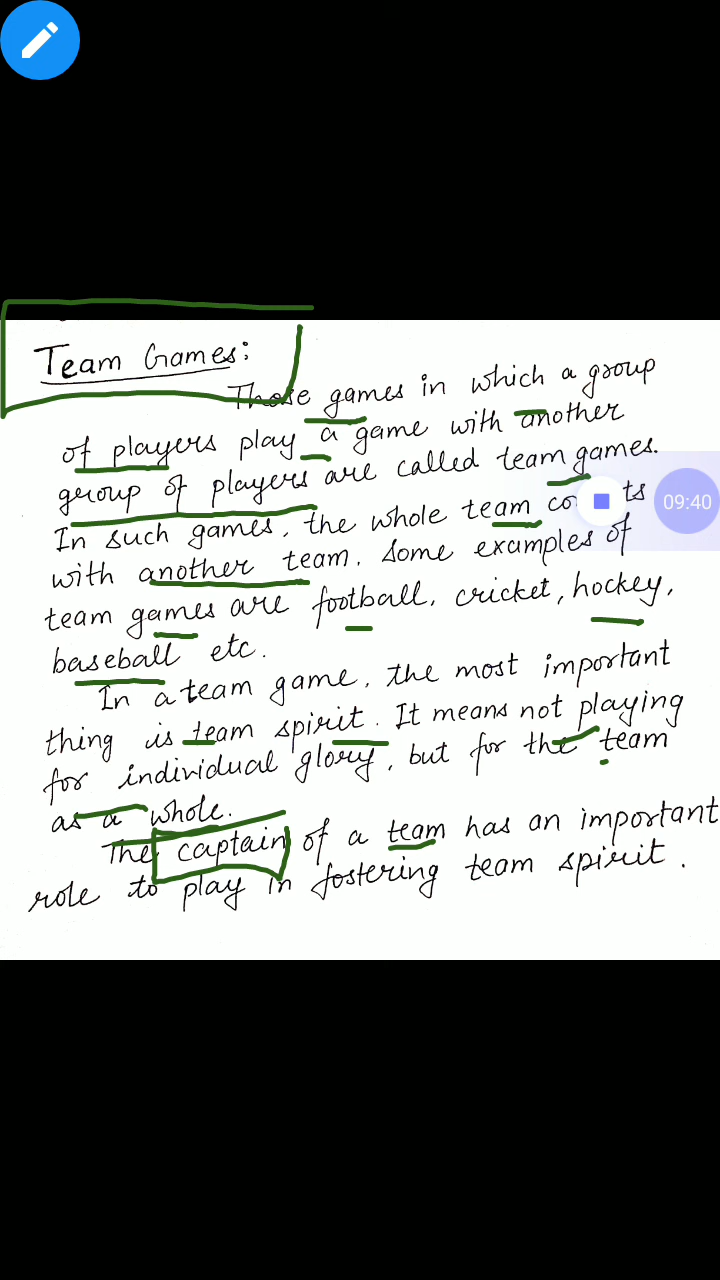 Team Games:
Those games in which a group
of players play a game with another
group of players are called team games.
In such games, the whole team
09:40
with another team. Some examples of
team games are football, cricket, hockey,
baseball etc.
In a team game, the most important
thing is team spirit. It means not playing
for individual glory, but for the team
as a whole.
The captain of a team has an important
role to play in fostering team spirit.